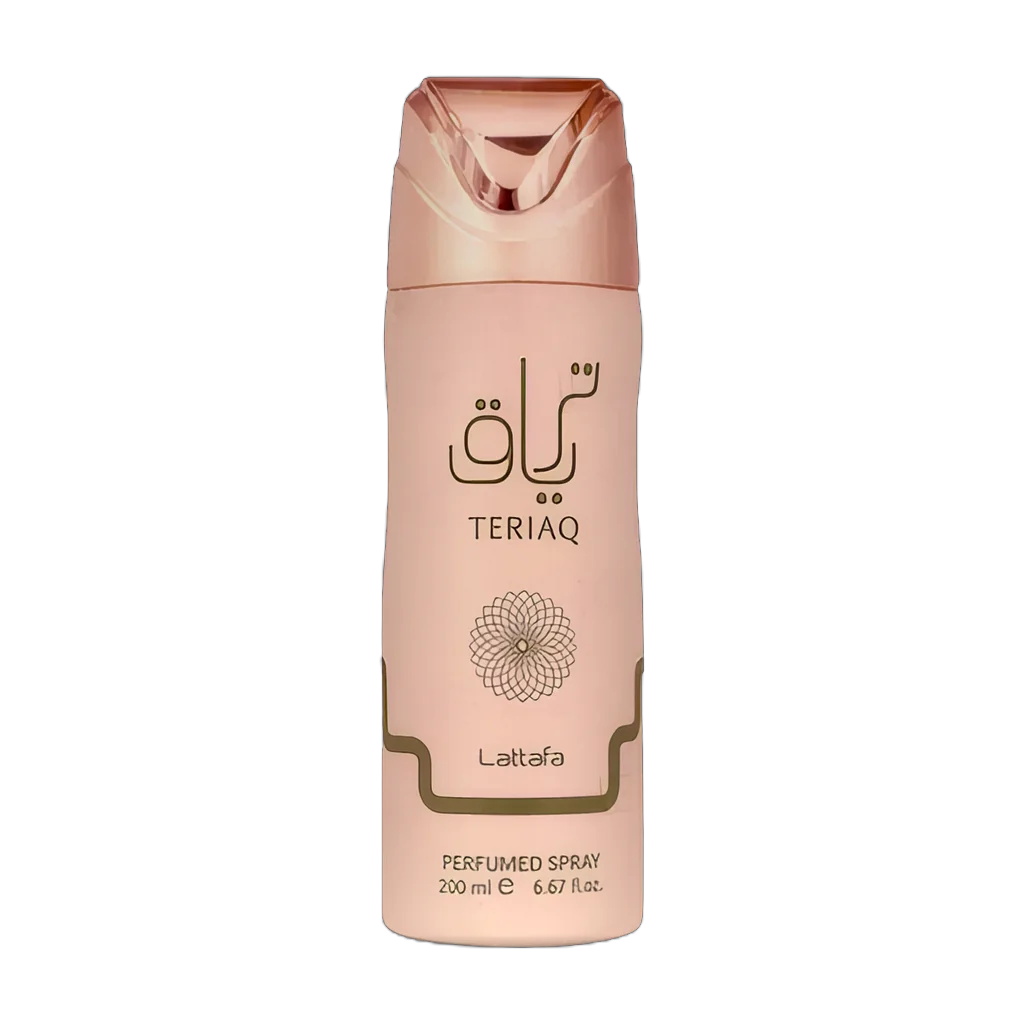 ترياق
TERIAQ
Lattafa
PERFUMED SPRAY
200 ml e 6.67 fl.oz.